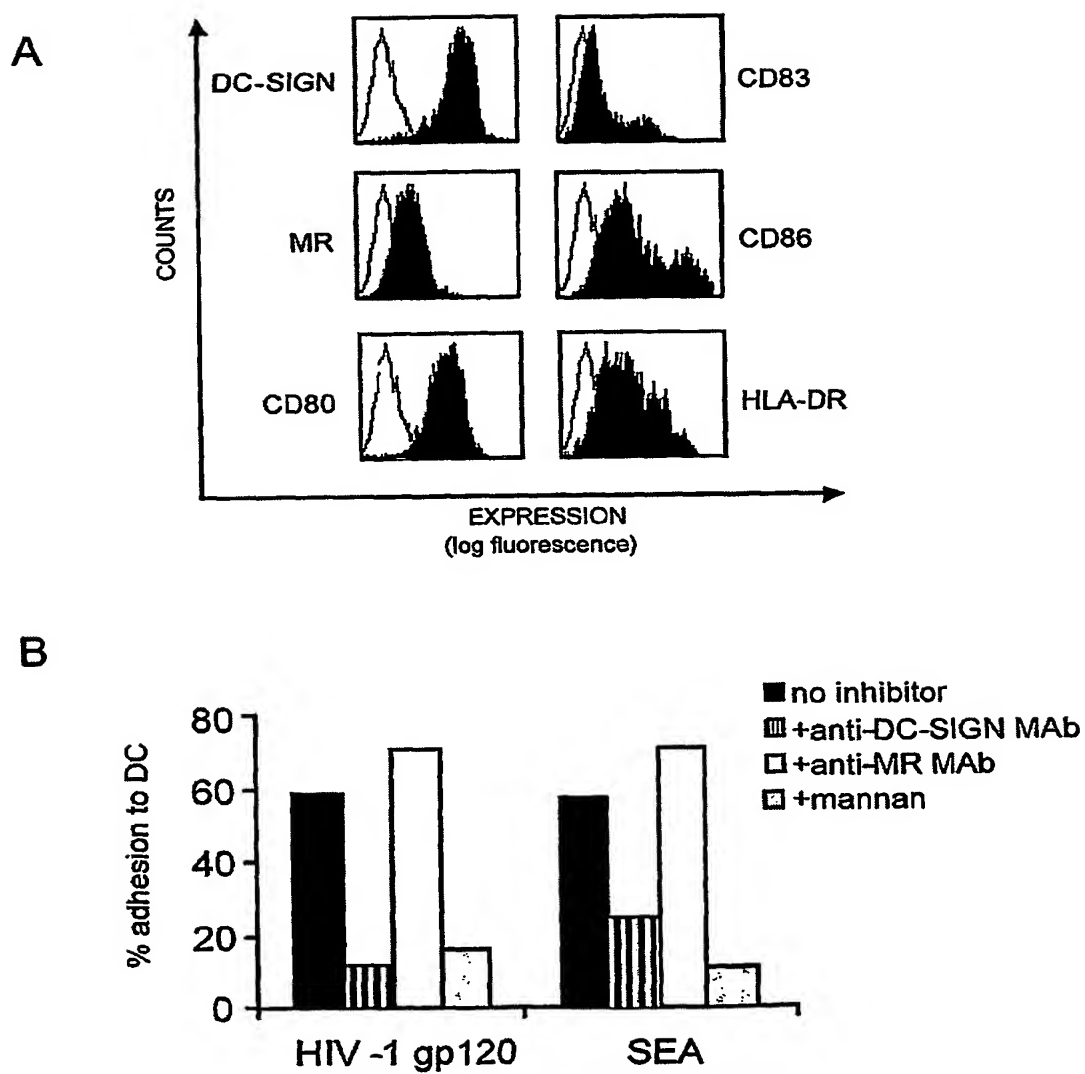 A
DC-SIGN
CD83
MR
CD86
CD80
HLA-DR
COUNTS
EXPRESSION
(log fluorescence)
B
% adhesion to DC
80
60
40
20
0
HIV -1 gp120
SEA
no inhibitor
+anti-DC-SIGN MAb
+anti-MR MAb
+mannan